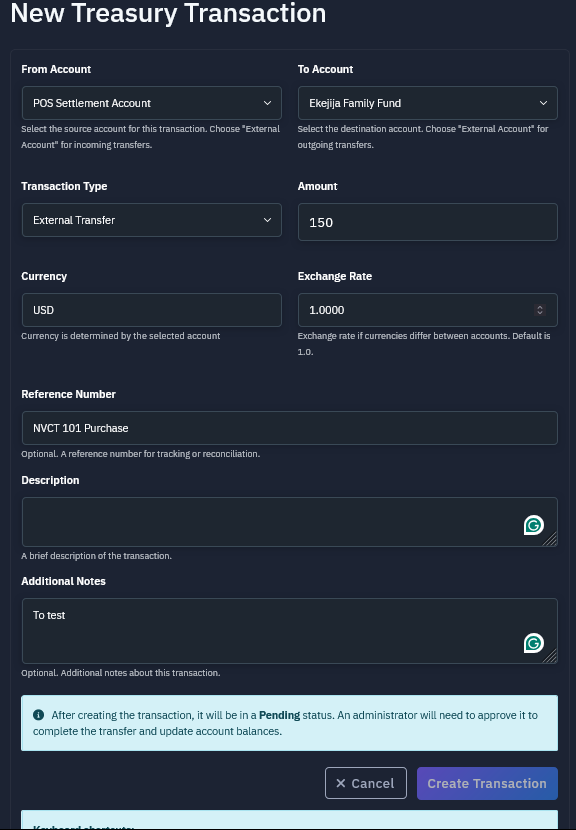 New Treasury Transaction
From Account
To Account
POS Settlement Account
Ekejija Family Fund
Select the source account for this transaction. Choose "External
Account" for incoming transfers.
Select the destination account. Choose "External Account" for
outgoing transfers.
Transaction Type
Amount
External Transfer
150
Currency
Exchange Rate
USD
1.0000
Currency is determined by the selected account
Exchange rate if currencies differ between accounts. Default is
1.0.
Reference Number
NVCT 101 Purchase
Optional. A reference number for tracking or reconciliation.
Description
A brief description of the transaction.
Additional Notes
To test
Optional. Additional notes about this transaction.
After creating the transaction, it will be in a Pending status. An administrator will need to approve it to
complete the transfer and update account balances.
Cancel
Create Transaction
Keyboard shortcuts: